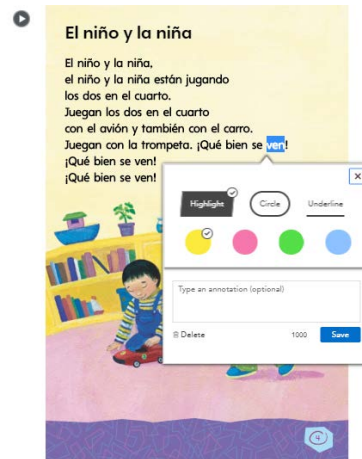 El niño y la niña
El niño y la niña,
el niño y la niña están jugando
los dos en el cuarto.
Juegan los dos en el cuarto
con el avión y también con el carro.
Juegan con la trompeta. ¡Qué bien se ven!
¡Qué bien se ven!
¡Qué bien se ven!
Highlight Circle Underline
Type an annotation (optional)
Delete 1000 Save